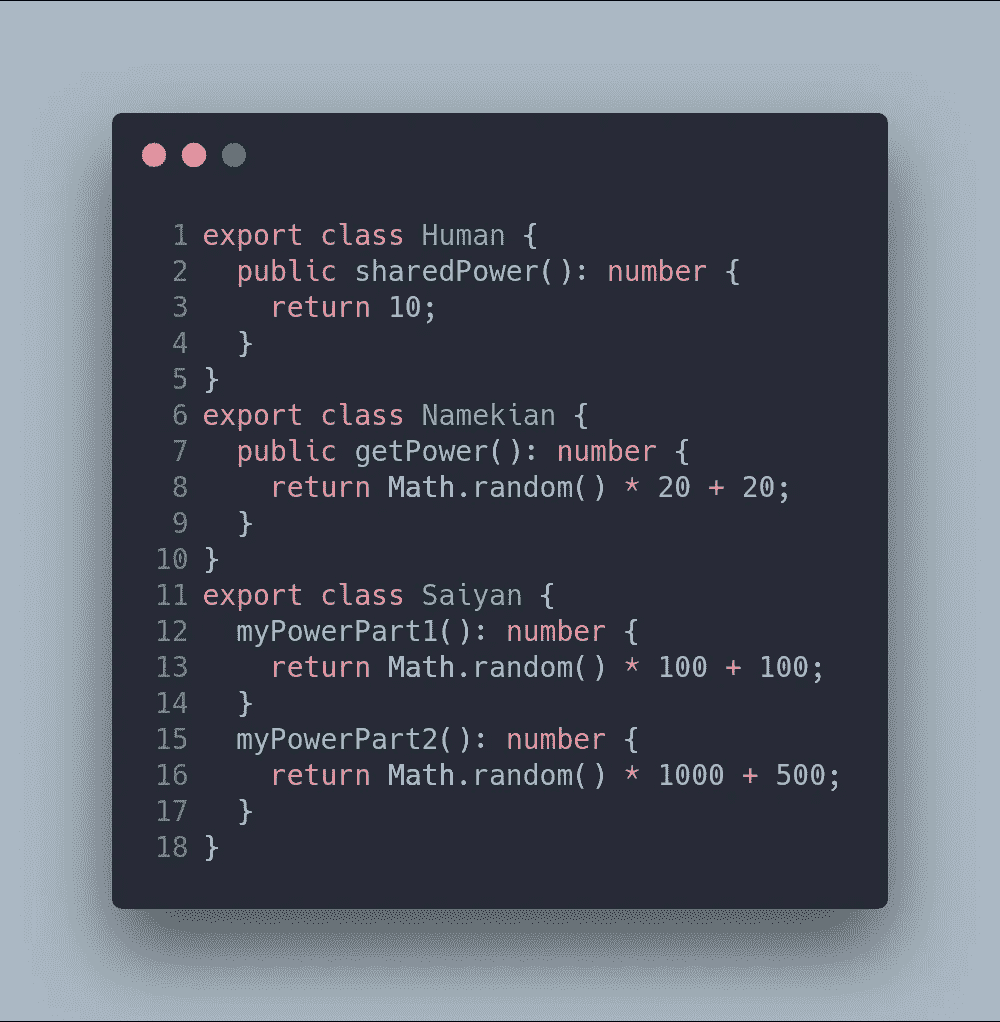 1 export class Human {
2   public sharedPower(): number {
3     return 10;
4   }
5 }
6 export class Namekian {
7   public getPower(): number {
8     return Math.random() * 20 + 20;
9   }
10 }
11 export class Saiyan {
12   myPowerPart1(): number {
13     return Math.random() * 100 + 100;
14   }
15   myPowerPart2(): number {
16     return Math.random() * 1000 + 500;
17   }
18 }